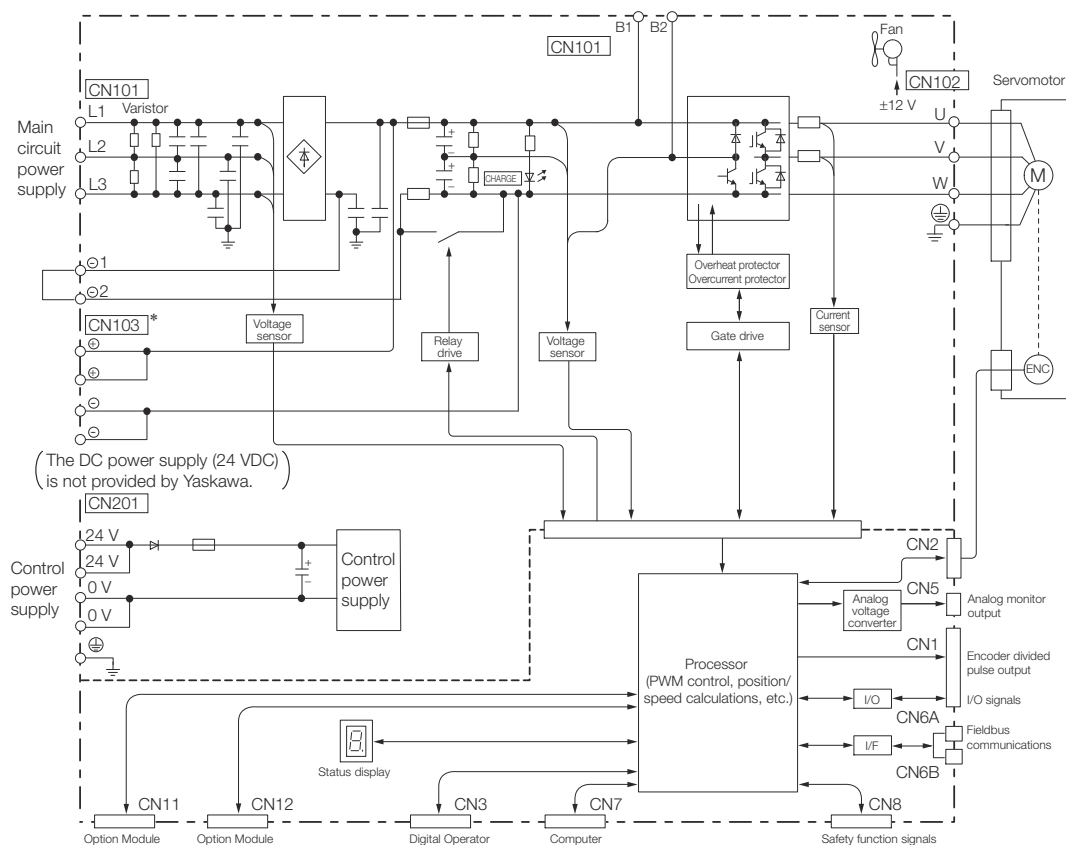 B1
B2
Fan
CN101
CN102
Servomotor
±12 V
CN101
Varistor
L1
U
Main
circuit
power
supply
L2
V
CHARGE
L3
W
M
⊖1
Overheat protector
Overcurrent protector
⊖2
CN103 *
Voltage
sensor
Relay
drive
Voltage
sensor
Gate drive
Current
sensor
⊕
⊕
ENC
⊖
⊖
(The DC power supply (24 VDC)
is not provided by Yaskawa.)
CN201
24 V
24 V
0 V
0 V
Control
power
supply
+
–
Control
power
supply
CN2
CN5
Analog
voltage
converter
Analog monitor
output
Processor
(PWM control, position/
speed calculations, etc.)
CN1
Encoder divided
pulse output
I/O
I/O signals
CN6A
Fieldbus
communications
I/F
CN6B
8.
Status display
CN11
CN12
CN3
CN7
CN8
Option Module
Option Module
Digital Operator
Computer
Safety function signals